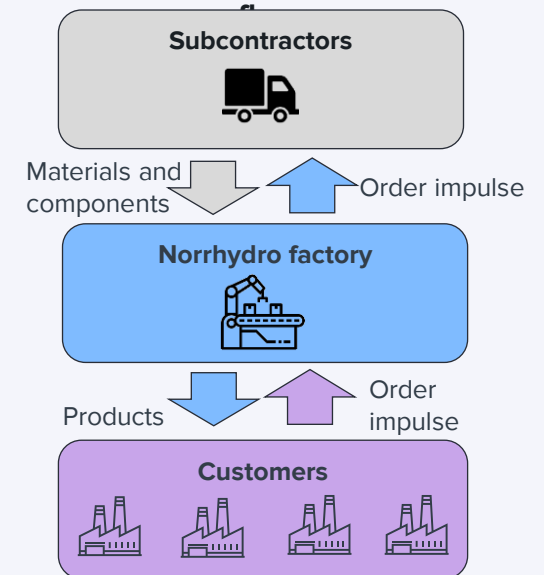 Subcontractors
Materials and
components
Order impulse
Norrhydro factory
Products
Order
impulse
Customers